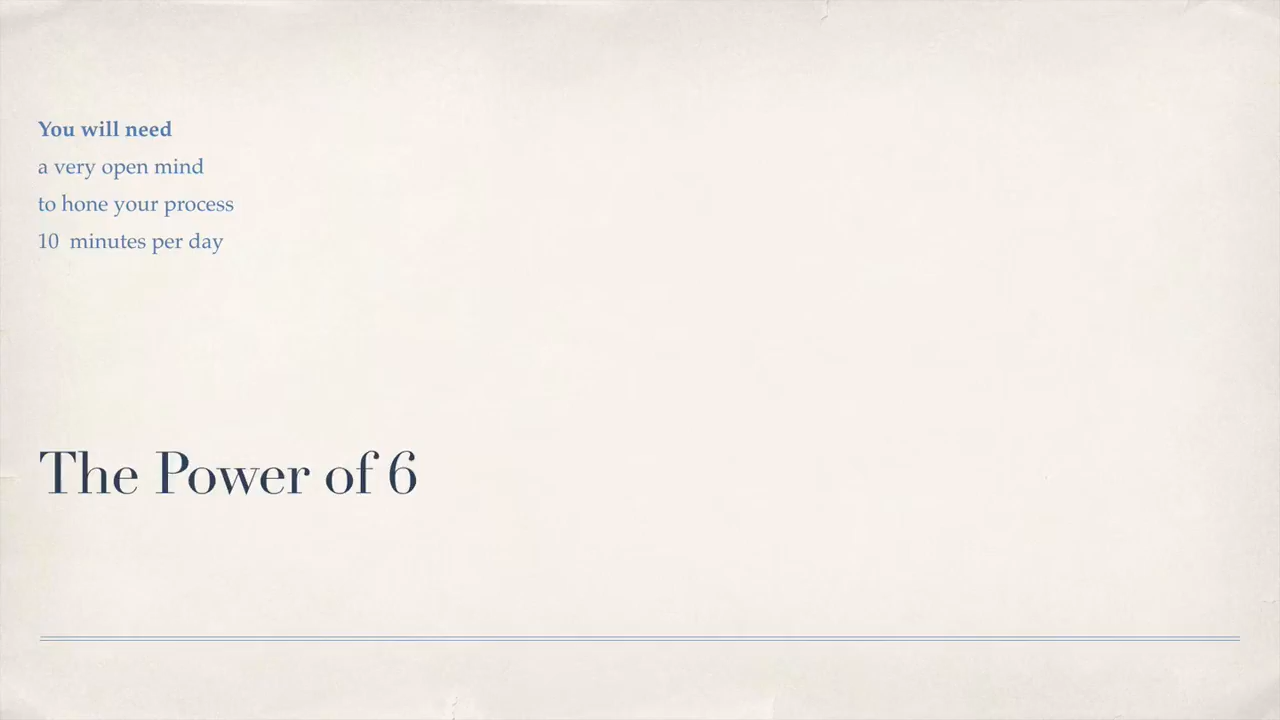 You will need
a very open mind
to hone your process
10 minutes per day
The Power of 6